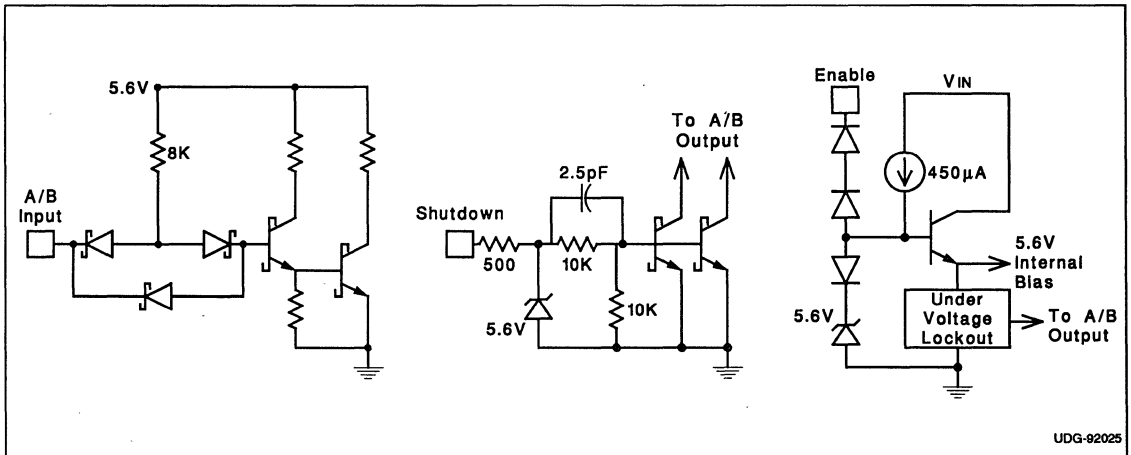 5.6V
8K
A/B
Input
Shutdown
500
2.5pF
10K
5.6V
10K
To A/B
Output
Enable
VIN
450µA
5.6V
Internal
Bias
5.6V
Under
Voltage
Lockout
To A/B
Output
UDG-92025